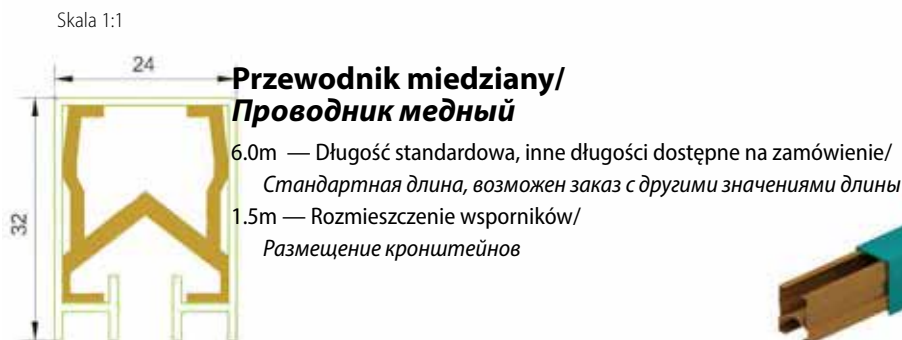 Skala 1:1
24
32
Przewodnik miedziany/
Проводник медный
6.0m — Długość standardowa, inne długości dostępne na zamówienie/
Стандартная длина, возможен заказ с другими значениями длины
1.5m — Rozmieszczenie wsporników/
Размещение кронштейнов